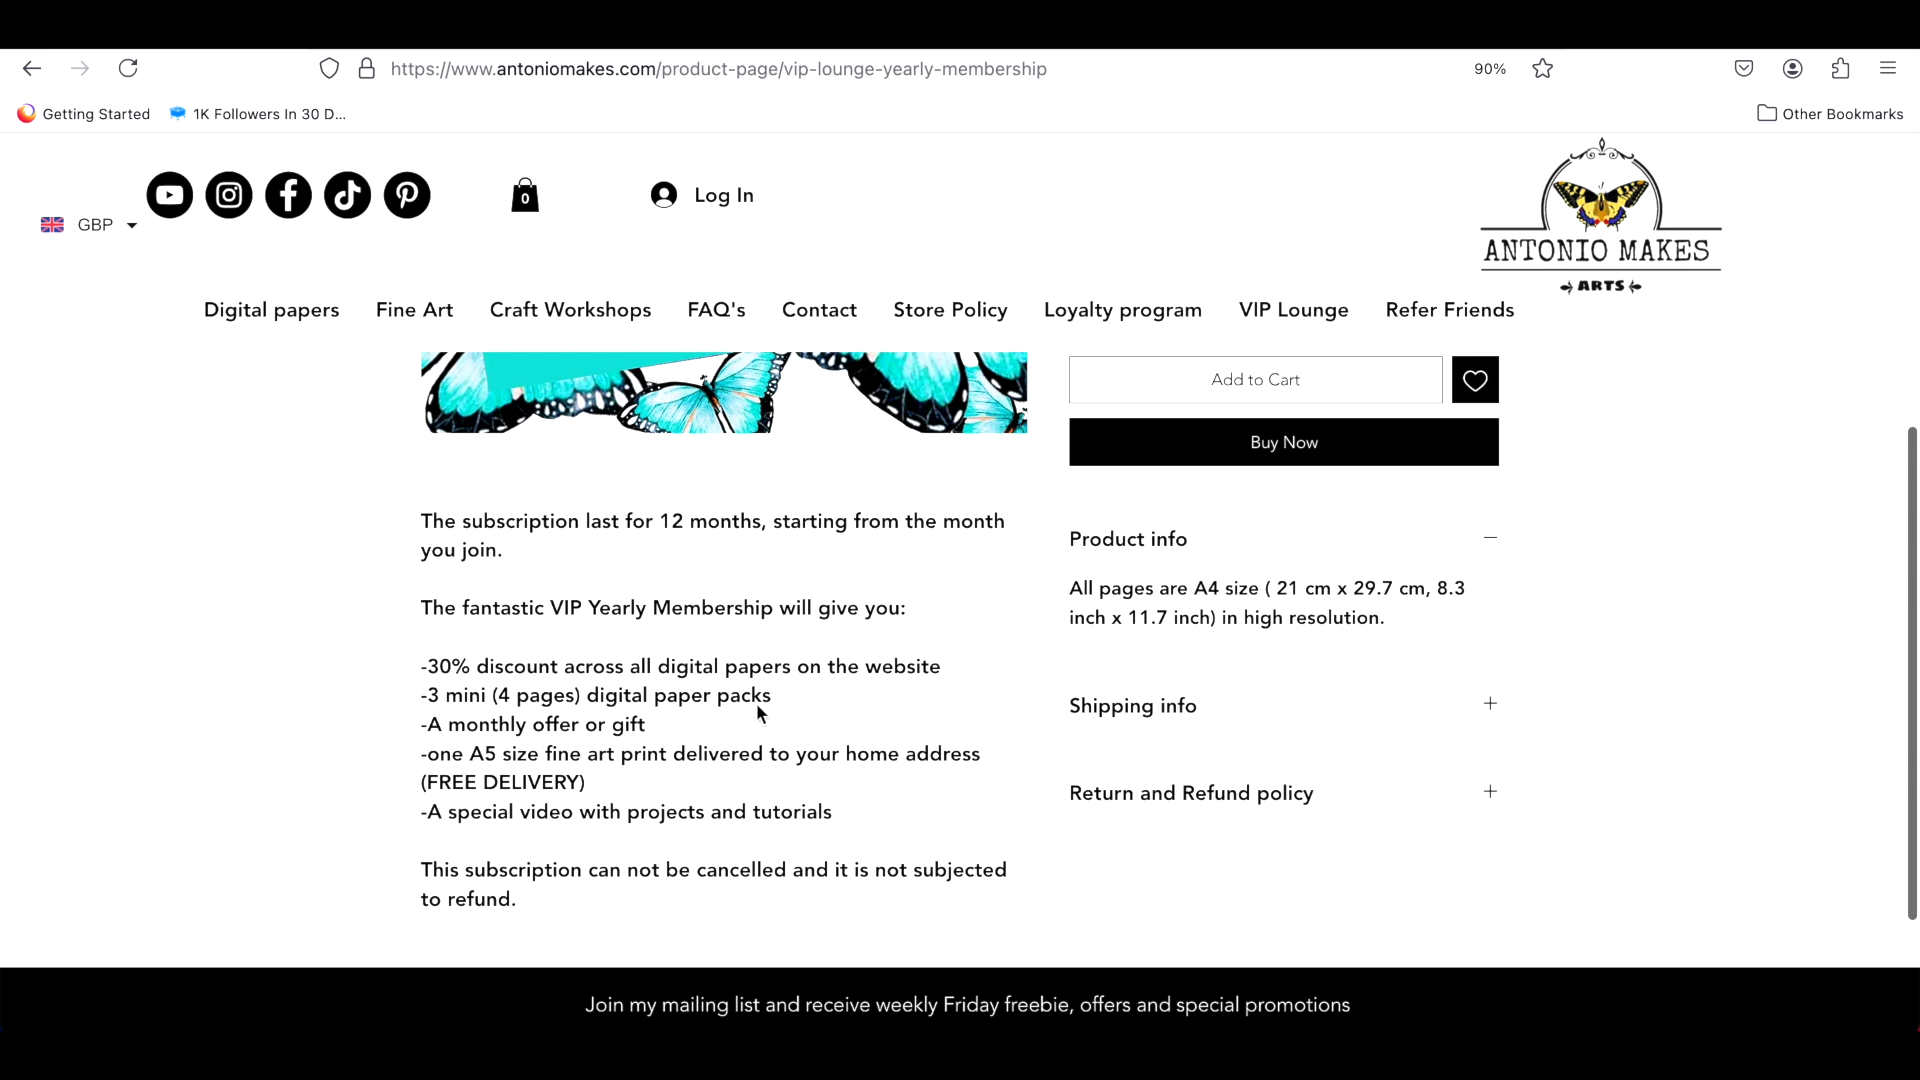 https://www.antoniomakes.com/product-page/vip-lounge-yearly-membership
90%
Getting Started
1K Followers In 30 D...
Other Bookmarks
0
Log In
GBP
ANTONIO MAKES
ARTS
Digital papers
Fine Art
Craft Workshops
FAQ's
Contact
Store Policy
Loyalty program
VIP Lounge
Refer Friends
Add to Cart
Buy Now
The subscription last for 12 months, starting from the month
you join.
The fantastic VIP Yearly Membership will give you:
-30% discount across all digital papers on the website
-3 mini (4 pages) digital paper packs
-A monthly offer or gift
-one A5 size fine art print delivered to your home address
(FREE DELIVERY)
-A special video with projects and tutorials
This subscription can not be cancelled and it is not subjected
to refund.
Product info
All pages are A4 size ( 21 cm x 29.7 cm, 8.3
inch x 11.7 inch) in high resolution.
Shipping info
Return and Refund policy
Join my mailing list and receive weekly Friday freebie, offers and special promotions